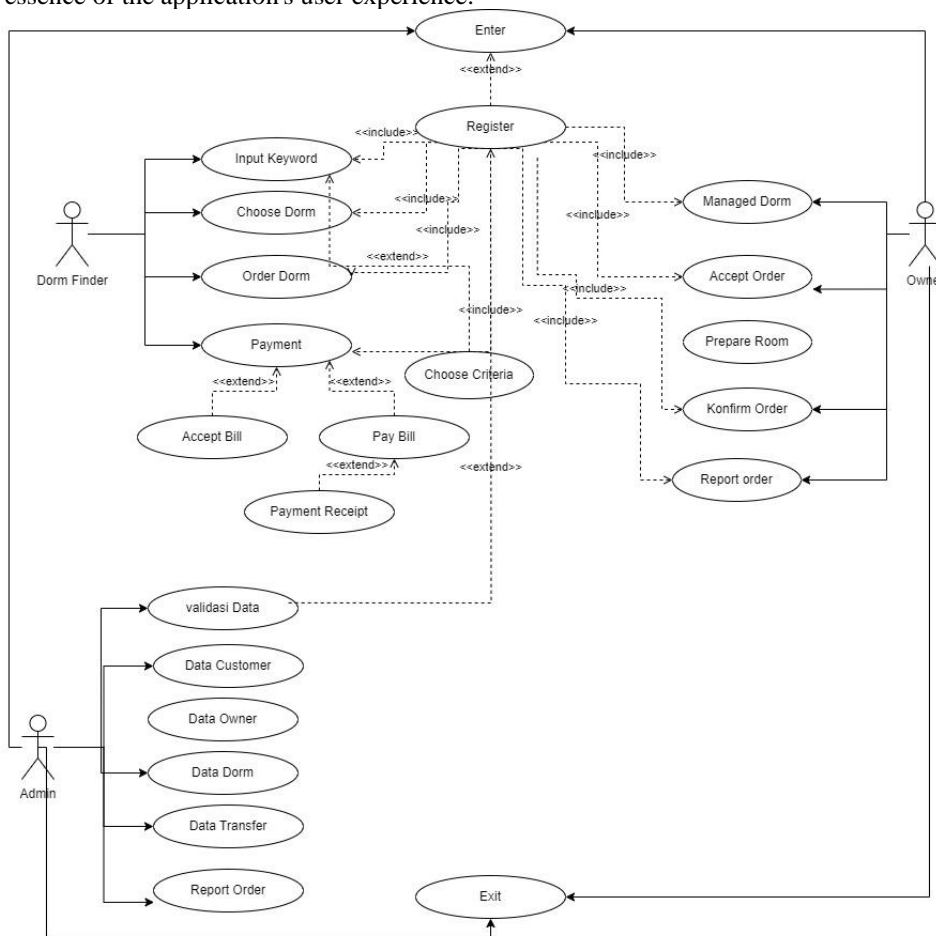 essence of the application's user experience.
Enter
<<extend>>
Register
<<include>>
<<include>>
Input Keyword
Choose Dorm
<<include>>
<<include>>
<<include>>
Managed Dorm
Dorm Finder
Order Dorm
<<extend>>
Accept Order
Owne
<<include>>
<<include>>
Payment
Prepare Room
Choose Criteria
<<extend>>
<<extend>>
Accept Bill
Pay Bill
Konfirm Order
<<extend>>
<<extend>>
Report order
Payment Receipt
validasi Data
Data Customer
Data Owner
Data Dorm
Admin
Data Transfer
Report Order
Exit